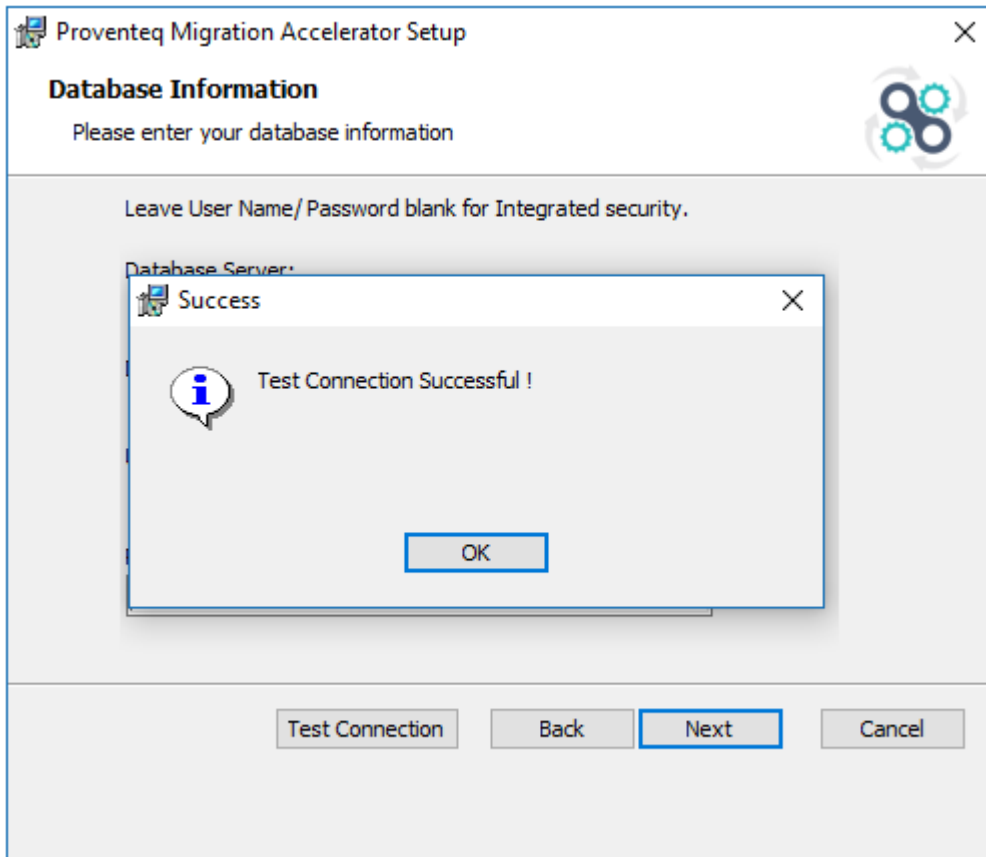 Proventeq Migration Accelerator Setup
Database Information
Please enter your database information
Leave User Name/ Password blank for Integrated security.
Database Server:
Success
Test Connection Successful !
OK
Test Connection
Back
Next
Cancel